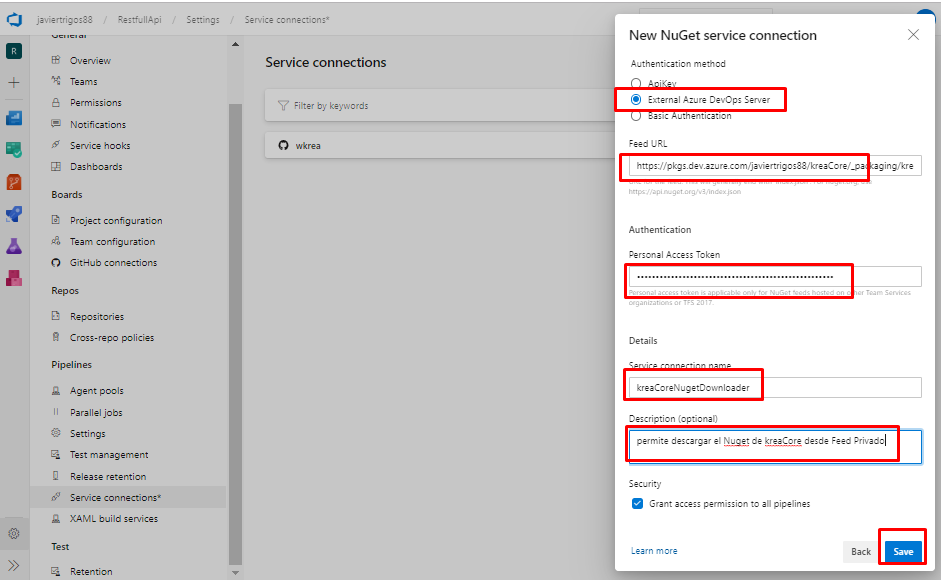 javiertrigos88 / RestfullApi / Settings / Service connections*
R
General
Overview
Teams
Permissions
Notifications
Service hooks
Dashboards
Boards
Project configuration
Team configuration
GitHub connections
Repos
Repositories
Cross-repo policies
Pipelines
Agent pools
Parallel jobs
Settings
Test management
Release retention
Service connections*
XAML build services
Test
Retention
Service connections
Filter by keywords
wkrea
New NuGet service connection
Authentication method
ApiKey
External Azure DevOps Server
Basic Authentication
Feed URL
https://pkgs.dev.azure.com/javiertrigos88/kreaCore/_packaging/kre
https://api.nuget.org/v3/index.json
Authentication
Personal Access Token
Personal access token is applicable only for NuGet feeds hosted on other Team Services
organizations or TFS 2017.
Details
Service connection name
kreaCoreNugetDownloader
Description (optional)
permite descargar el Nuget de kreaCore desde Feed Privado
Security
Grant access permission to all pipelines
Learn more
Back
Save